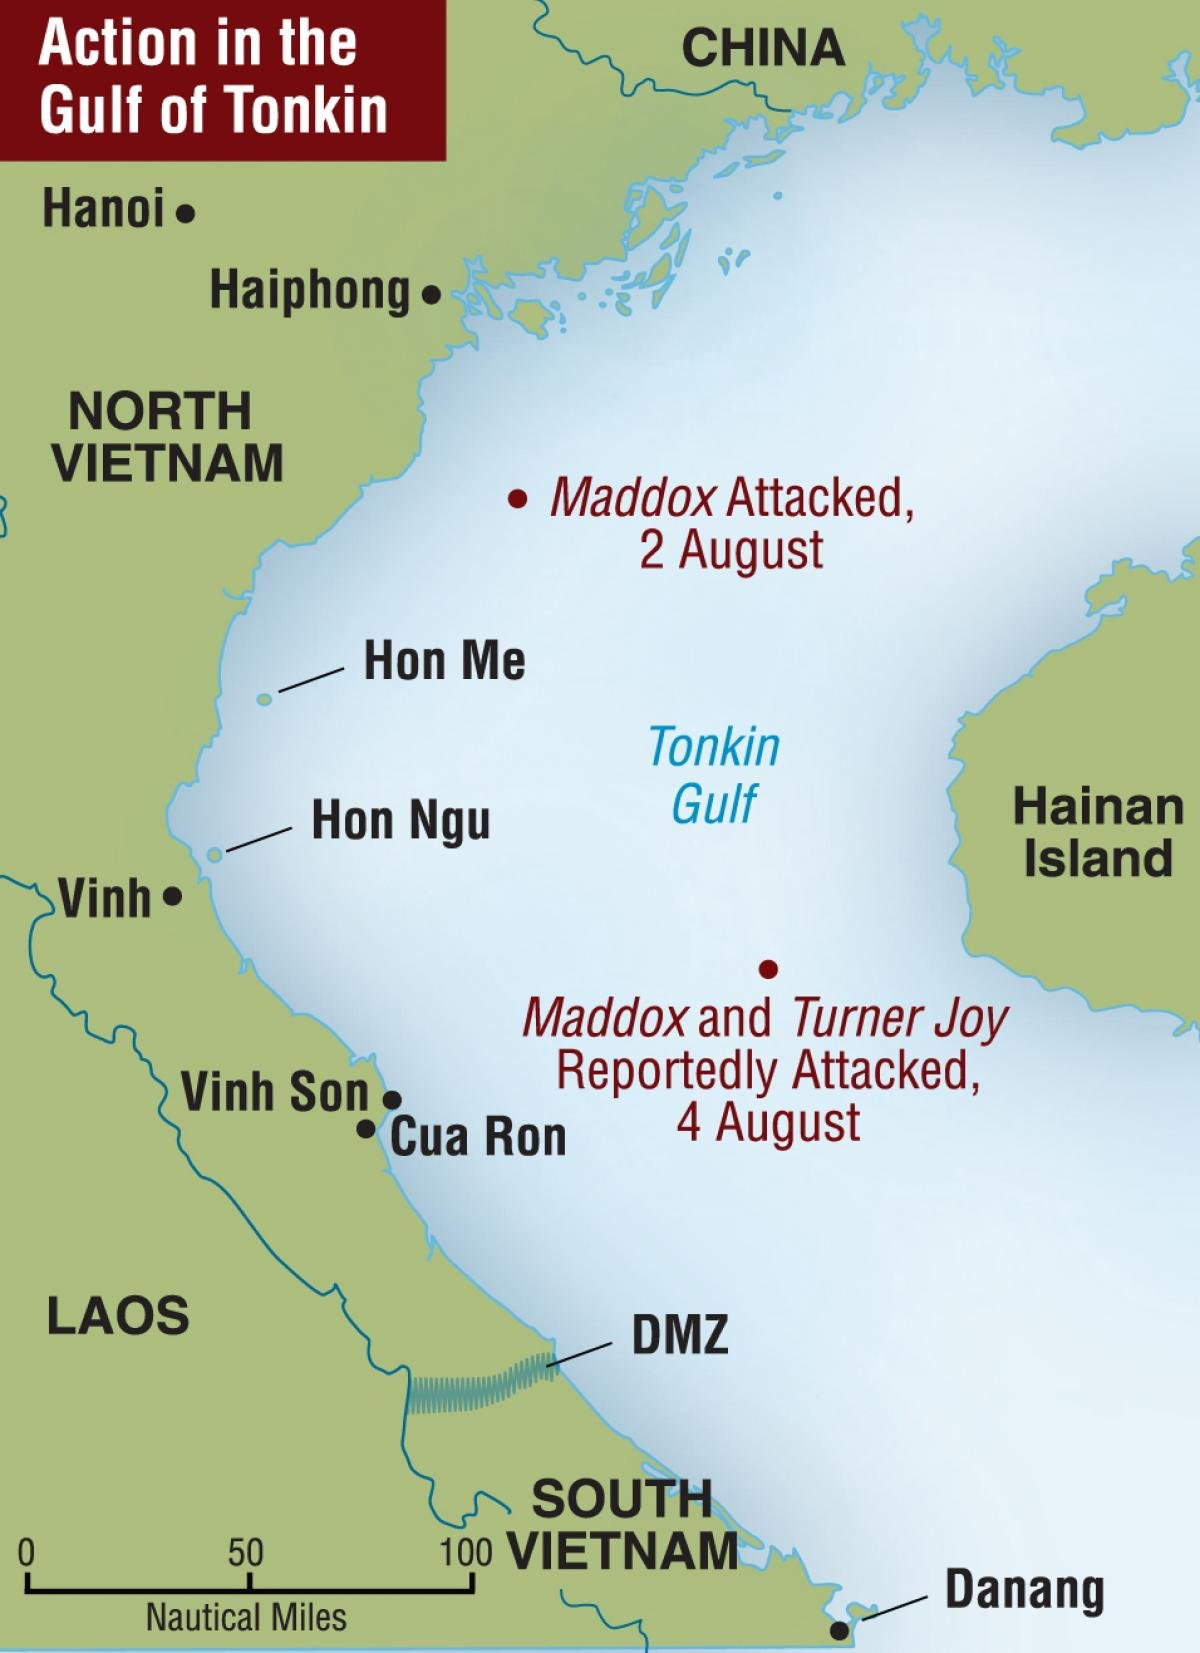 Action in the
Gulf of Tonkin
CHINA
Hanoi
Haiphong
NORTH
VIETNAM
Maddox Attacked,
2 August
Hon Me
Tonkin
Gulf
Hainan
Island
Hon Ngu
Vinh
Maddox and Turner Joy
Reportedly Attacked,
4 August
Vinh Son
Cua Ron
LAOS
DMZ
SOUTH
VIETNAM
0 50 100
Nautical Miles
Danang